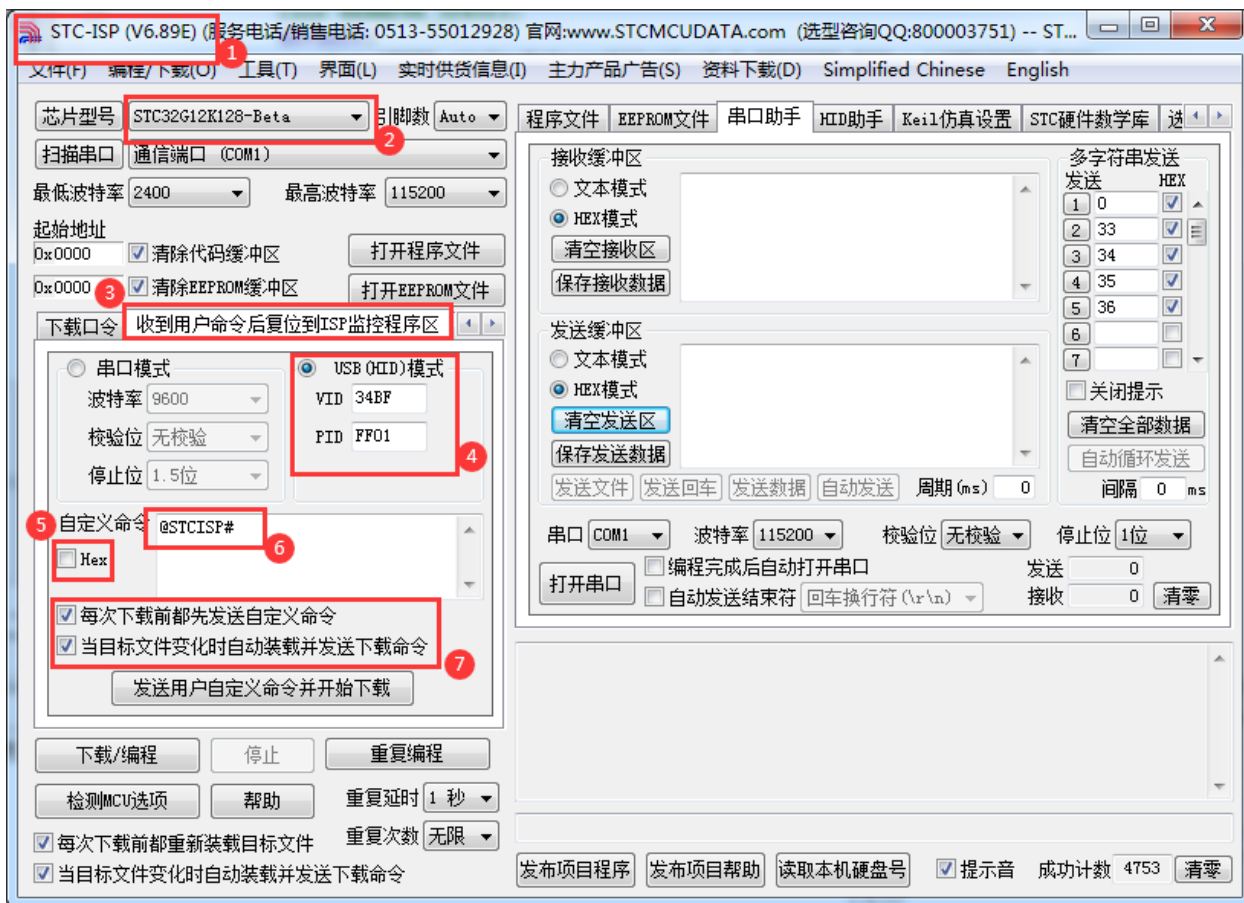 STC-ISP (V6.89E) (服务电话/销售电话: 0513-55012928) 官网:www.STCMCUDATA.com (选型咨询QQ:800003751) -- ST...
1
文件(F) 编程/下载(O) 工具(T) 界面(L) 实时供货信息(I) 主力产品广告(S) 资料下载(D) Simplified Chinese English
芯片型号 STC32G12K128-Beta 引脚数 Auto
2
扫描串口 通信端口 (COM1)
最低波特率 2400 最高波特率 115200
起始地址
0x0000 清除代码缓冲区 打开程序文件
0x0000 清除EEPROM缓冲区 打开EEPROM文件
3
下载口令 收到用户命令后复位到ISP监控程序区
串口模式
波特率 9600
校验位 无校验
停止位 1.5位
USB(HID)模式
VID 34BF
PID FF01
4
5
自定义命令 @STCISP#
6
Hex
每次下载前都先发送自定义命令
当目标文件变化时自动装载并发送下载命令
7
发送用户自定义命令并开始下载
下载/编程 停止 重复编程
检测MCU选项 帮助 重复延时 1 秒
每次下载前都重新装载目标文件 重复次数 无限
当目标文件变化时自动装载并发送下载命令
程序文件 EEPROM文件 串口助手 HID助手 Keil仿真设置 STC硬件数学库 选
接收缓冲区
文本模式
HEX模式
清空接收区
保存接收数据
发送缓冲区
文本模式
HEX模式
清空发送区
保存发送数据
发送文件 发送回车 发送数据 自动发送 周期(ms) 0
多字符串发送
发送 HEX
1 0
2 33
3 34
4 35
5 36
6
7
关闭提示
清空全部数据
自动循环发送
间隔 0 ms
串口 COM1 波特率 115200 校验位 无校验 停止位 1位
打开串口 编程完成后自动打开串口 发送 0
自动发送结束符 回车换行符(\r\n) 接收 0 清零
发布项目程序 发布项目帮助 读取本机硬盘号 提示音 成功计数 4753 清零